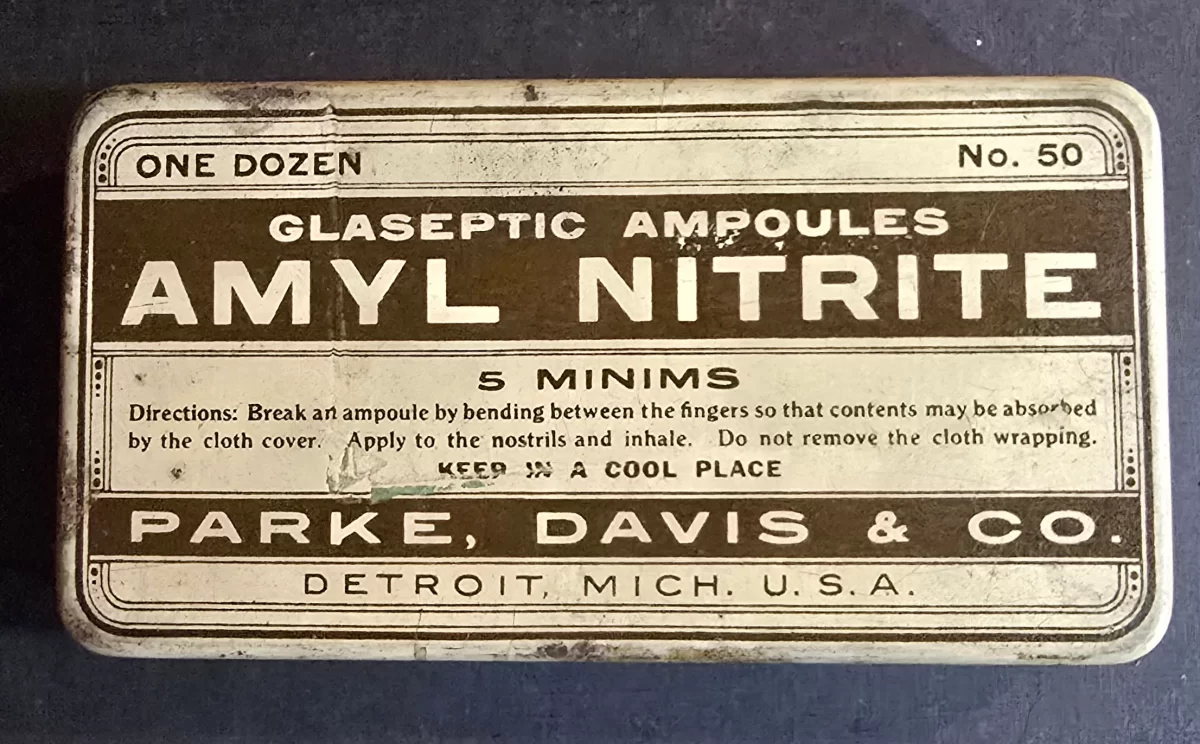 ONE DOZEN No. 50
GLASEPTIC AMPOULES
AMYL NITRITE
5 MINIMS
Directions: Break an ampoule by bending between the fingers so that contents may be absorbed
by the cloth cover. Apply to the nostrils and inhale. Do not remove the cloth wrapping.
KEEP IN A COOL PLACE
PARKE, DAVIS & CO.
DETROIT, MICH. U.S.A.